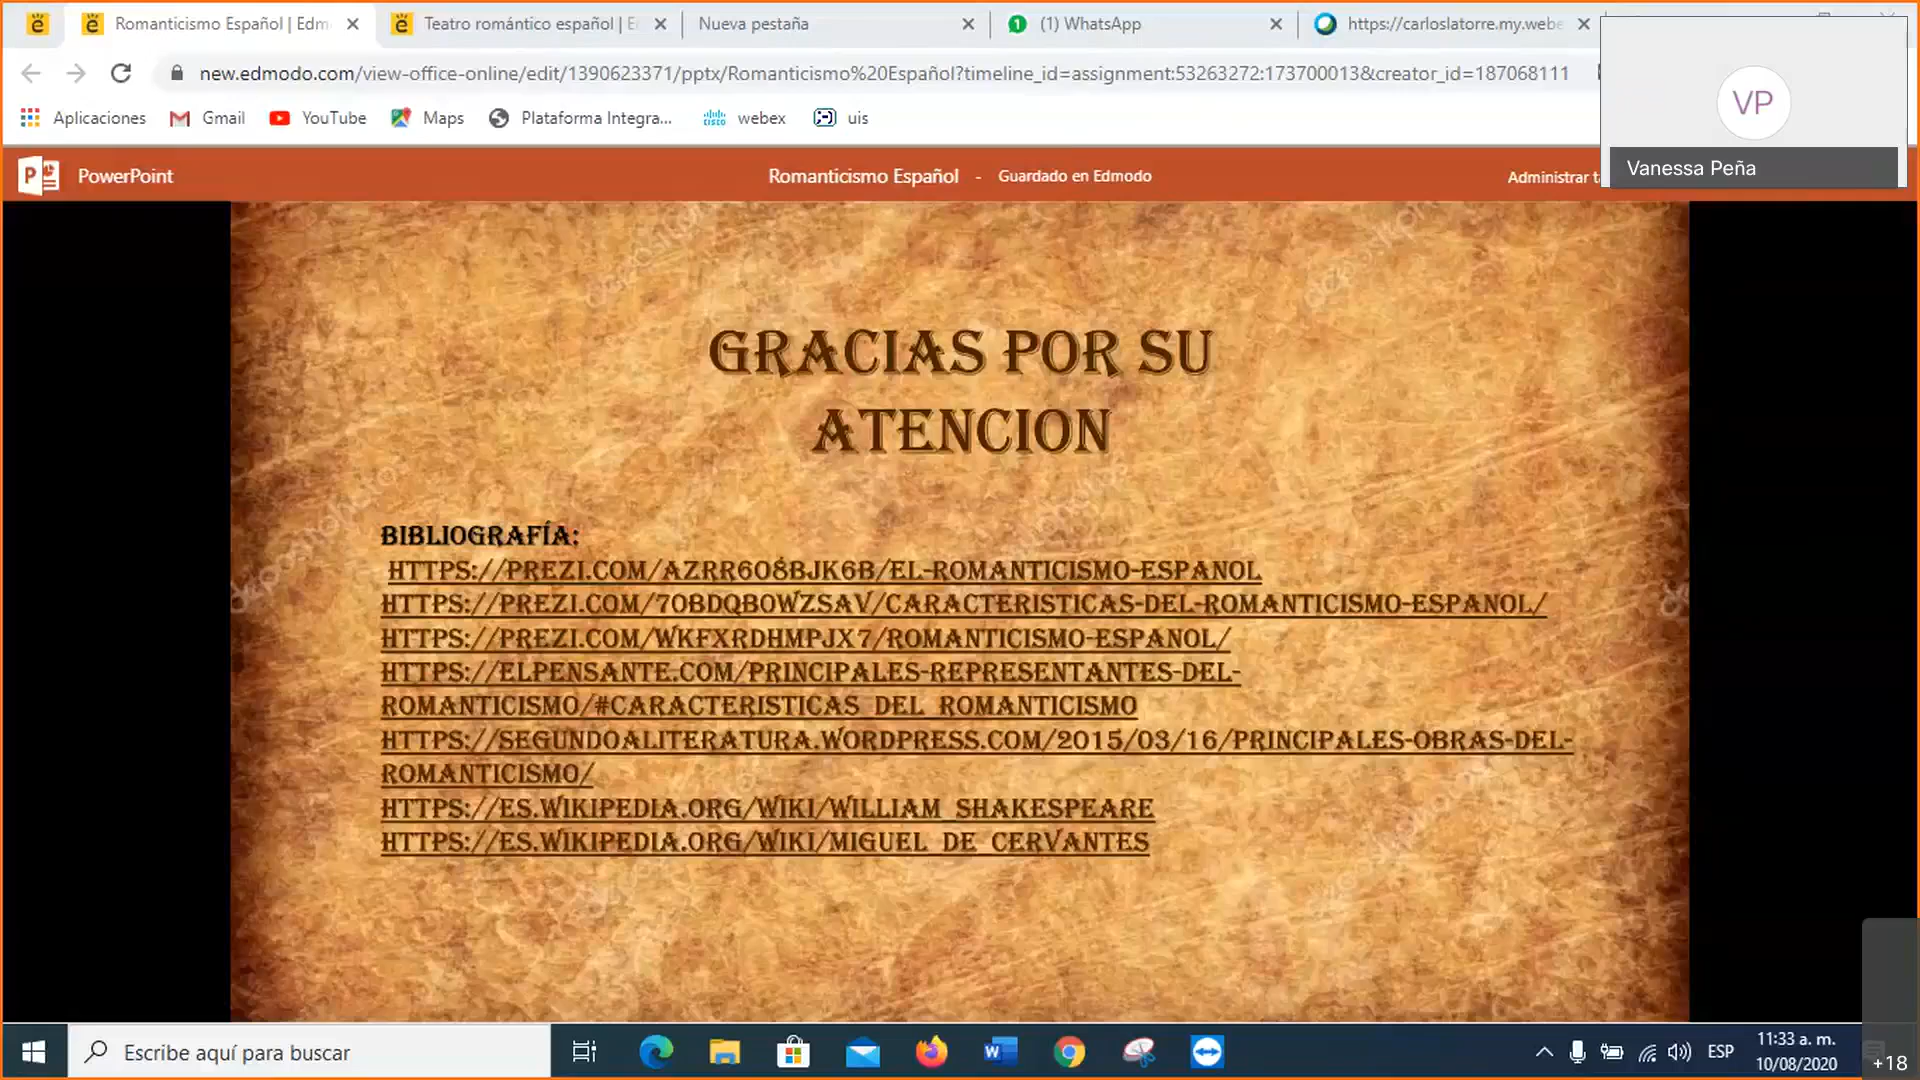 Romanticismo Español | Edm
Teatro romántico español | E
Nueva pestaña
(1) WhatsApp
https://carloslatorre.my.webe
new.edmodo.com/view-office-online/edit/1390623371/pptx/Romanticismo%20Español?timeline_id=assignment:53263272:173700013&creator_id=187068111
Aplicaciones
Gmail
YouTube
Maps
Plataforma Integra...
webex
uis
VP
Vanessa Peña
PowerPoint
Romanticismo Español - Guardado en Edmodo
Administrar ta
GRACIAS POR SU
ATENCION
BIBLIOGRAFÍA:
HTTPS://PREZI.COM/AZRR6O8BJK6B/EL-ROMANTICISMO-ESPANOL
HTTPS://PREZI.COM/7OBDQB0WZSAV/CARACTERISTICAS-DEL-ROMANTICISMO-ESPANOL/
HTTPS://PREZI.COM/WKFXRDHMPJX7/ROMANTICISMO-ESPANOL/
HTTPS://ELPENSANTE.COM/PRINCIPALES-REPRESENTANTES-DEL-
ROMANTICISMO/#CARACTERISTICAS_DEL_ROMANTICISMO
HTTPS://SEGUNDOALITERATURA.WORDPRESS.COM/2015/03/16/PRINCIPALES-OBRAS-DEL-
ROMANTICISMO/
HTTPS://ES.WIKIPEDIA.ORG/WIKI/WILLIAM_SHAKESPEARE
HTTPS://ES.WIKIPEDIA.ORG/WIKI/MIGUEL_DE_CERVANTES
Escribe aquí para buscar
ESP
11:33 a. m.
10/08/2020
+18